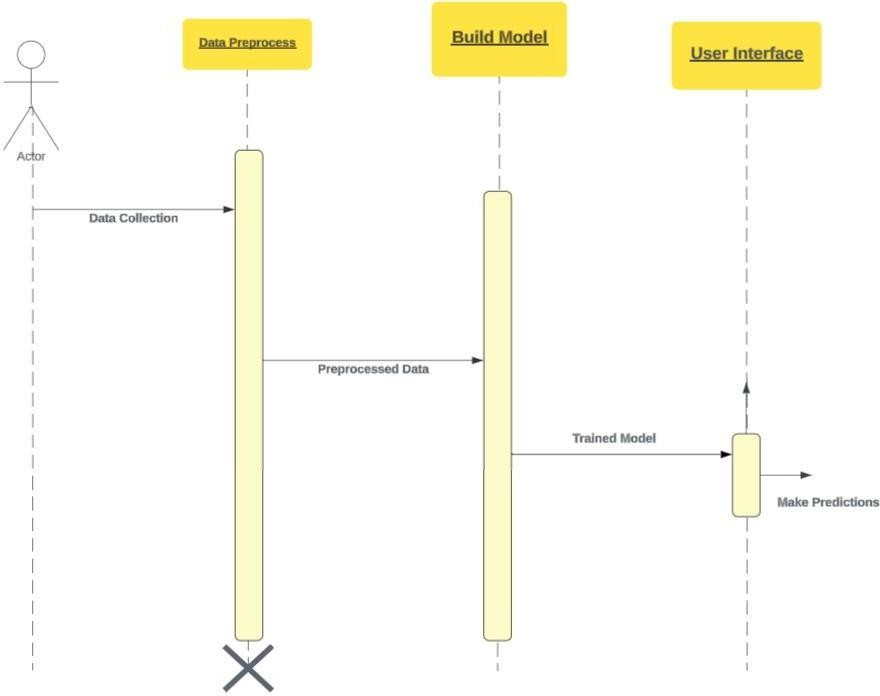 Data Preprocess
Build Model
User Interface
Actor
Data Collection
Preprocessed Data
Trained Model
Make Predictions